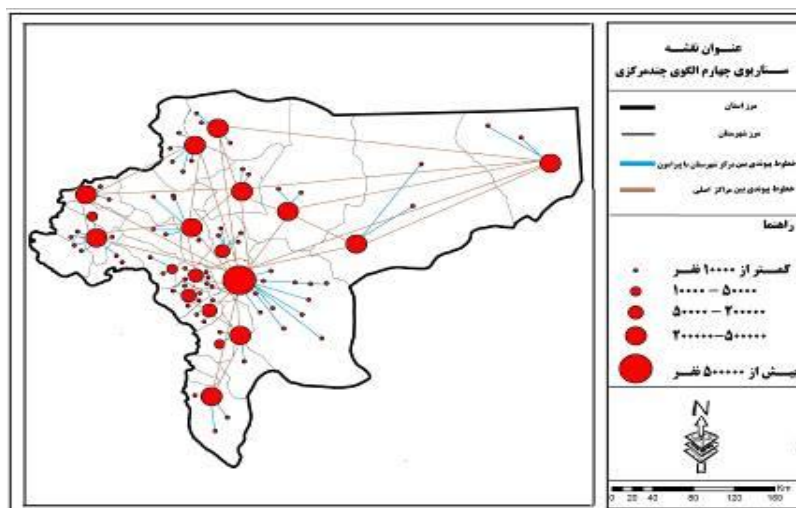 عنوان نقشه
سناریوی چهارم الگوی چندمرکزی
مرز استان
مرز شهرستان
خطوط پیوندی بین مرکز شهرستان با پیرامون
خطوط پیوندی بین مراکز اصلی
راهنما
کمتر از ۱۰۰۰۰ نفر
۱۰۰۰۰ – ۵۰۰۰۰
۵۰۰۰۰ – ۲۰۰۰۰۰
۲۰۰۰۰۰–۵۰۰۰۰۰
بیش از ۵۰۰۰۰۰ نفر
N
Km
0 20 40 80 120 160